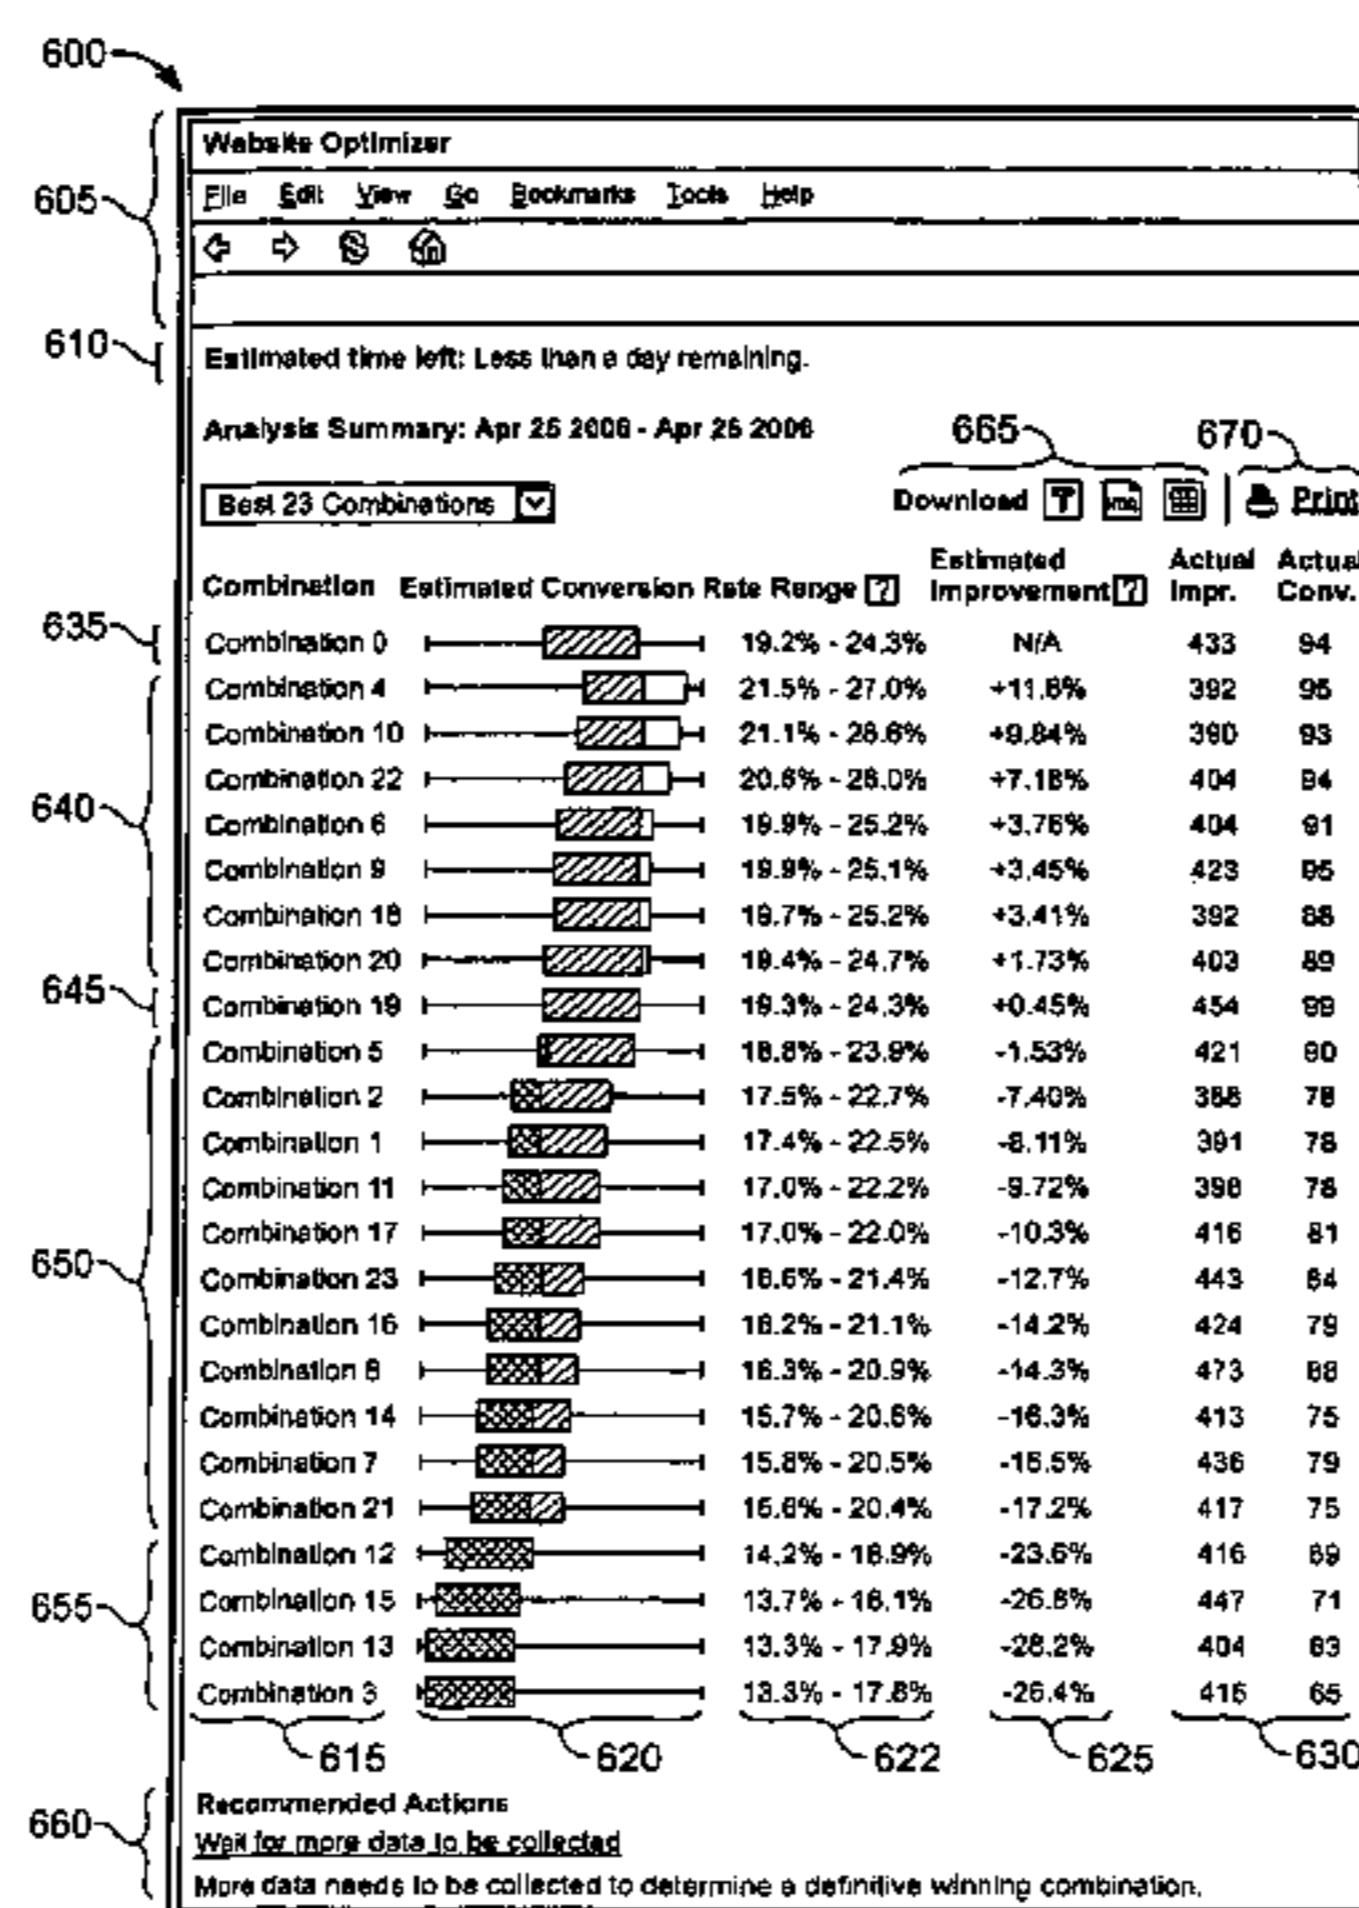 600
605
Website Optimizer
File Edit View Go Bookmarks Tools Help
610
Estimated time left: Less than a day remaining.
Analysis Summary: Apr 25 2006 - Apr 26 2006
665
670
Best 23 Combinations
Download Print
Combination Estimated Conversion Rate Range [?] Estimated Improvement [?] Actual Impr. Actual Conv.
635
Combination 0 19.2% - 24.3% N/A 433 94
640
Combination 4 21.5% - 27.0% +11.6% 392 95
Combination 10 21.1% - 26.6% +9.84% 390 93
Combination 22 20.6% - 26.0% +7.18% 404 94
Combination 6 19.9% - 25.2% +3.76% 404 91
Combination 9 19.9% - 25.1% +3.45% 423 95
Combination 18 19.7% - 25.2% +3.41% 392 88
Combination 20 19.4% - 24.7% +1.73% 403 89
645
Combination 19 19.3% - 24.3% +0.45% 454 99
650
Combination 5 18.8% - 23.9% -1.53% 421 90
Combination 2 17.5% - 22.7% -7.40% 388 78
Combination 1 17.4% - 22.5% -8.11% 391 78
Combination 11 17.0% - 22.2% -9.72% 398 78
Combination 17 17.0% - 22.0% -10.3% 416 81
Combination 23 16.6% - 21.4% -12.7% 443 84
Combination 16 16.2% - 21.1% -14.2% 424 79
Combination 8 16.3% - 20.9% -14.3% 473 88
Combination 14 15.7% - 20.6% -16.3% 413 75
Combination 7 15.8% - 20.5% -16.5% 436 79
Combination 21 15.6% - 20.4% -17.2% 417 75
655
Combination 12 14.2% - 18.9% -23.6% 416 69
Combination 15 13.7% - 18.1% -26.8% 447 71
Combination 13 13.3% - 17.9% -28.2% 404 63
Combination 3 13.3% - 17.8% 416 65
615 620 622 625 630
660
Recommended Actions
Wait for more data to be collected
More data needs to be collected to determine a definitive winning combination.